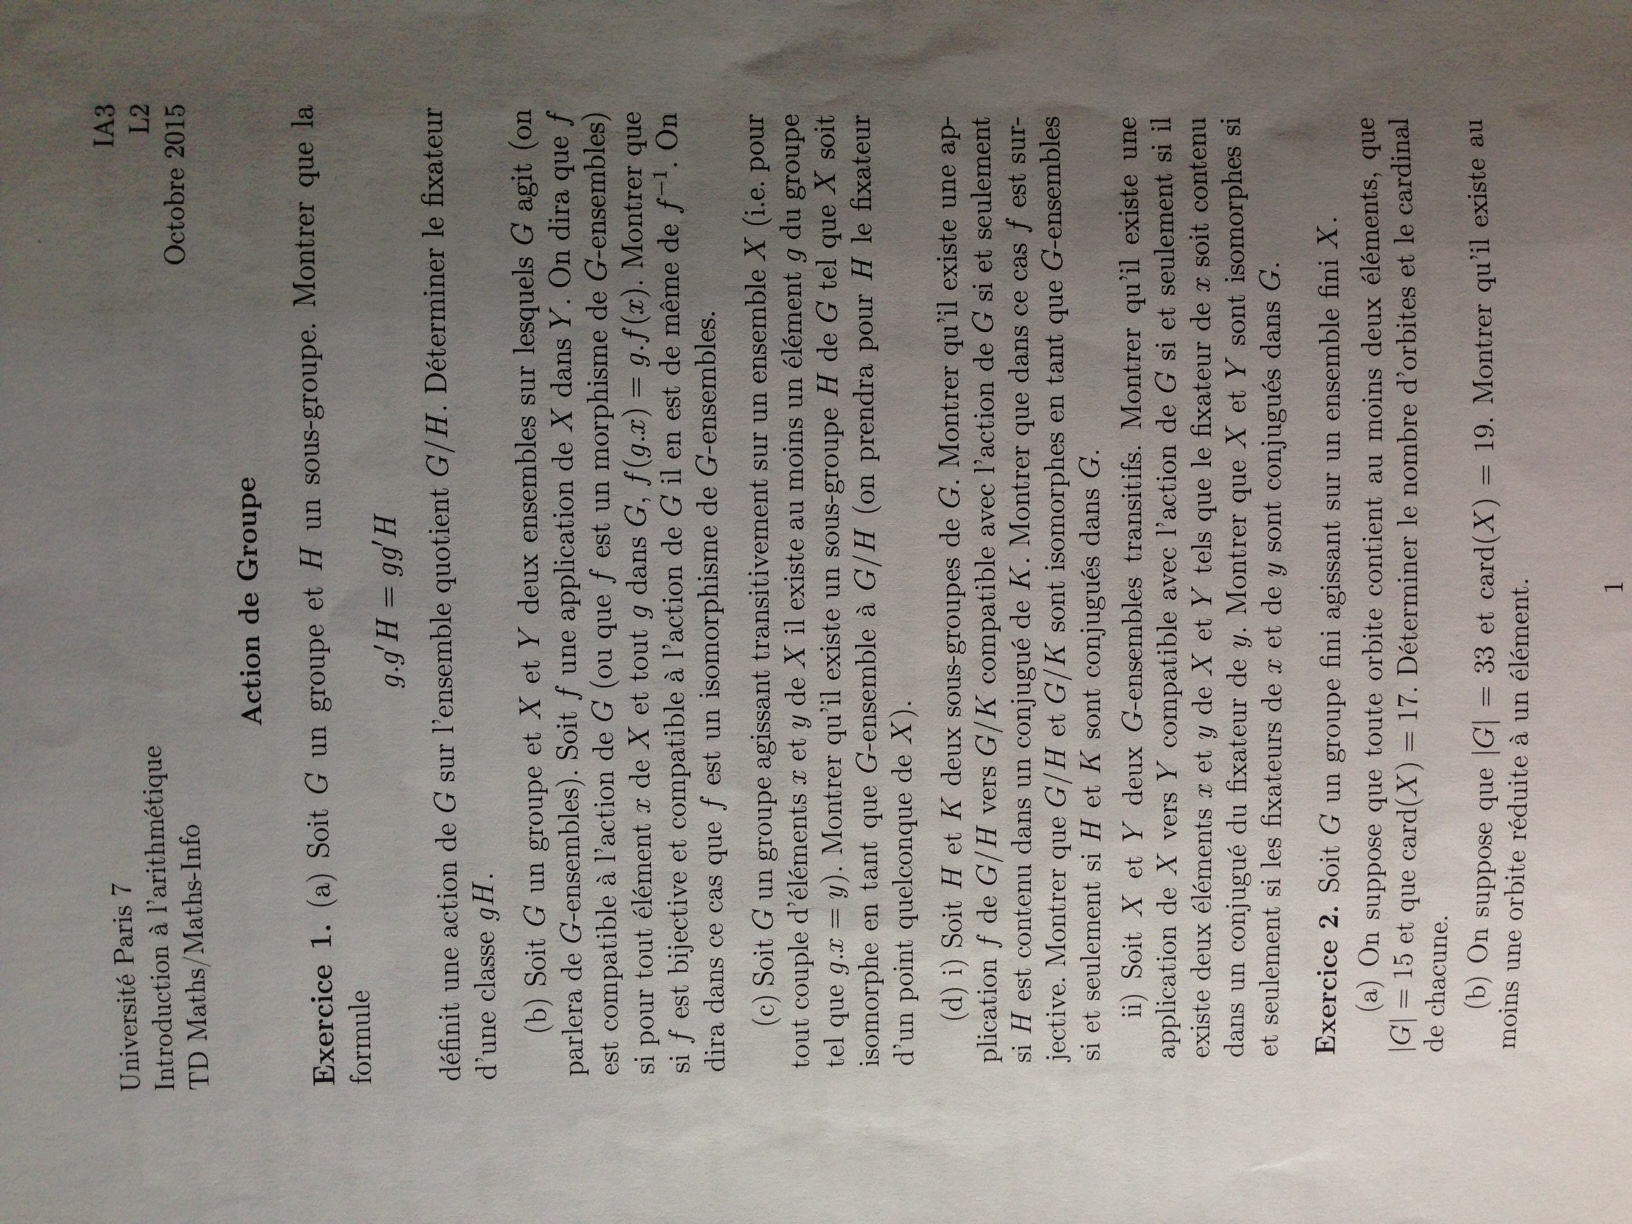 Université Paris 7
IA3
Introduction à l'arithmétique
L2
TD Maths/Maths-Info
Octobre 2015
Action de Groupe
Exercice 1. (a) Soit G un groupe et H un sous-groupe. Montrer que la
formule
g.g'H = gg'H
définit une action de G sur l'ensemble quotient G/H. Déterminer le fixateur
d'une classe gH.
(b) Soit G un groupe et X et Y deux ensembles sur lesquels G agit (on
parlera de G-ensembles). Soit f une application de X dans Y. On dira que f
est compatible à l'action de G (ou que f est un morphisme de G-ensembles)
si pour tout élément x de X et tout g dans G, f(g.x) = g.f(x). Montrer que
si f est bijective et compatible à l'action de G il en est de même de f⁻¹. On
dira dans ce cas que f est un isomorphisme de G-ensembles.
(c) Soit G un groupe agissant transitivement sur un ensemble X (i.e. pour
tout couple d'éléments x et y de X il existe au moins un élément g du groupe
tel que g.x = y). Montrer qu'il existe un sous-groupe H de G tel que X soit
isomorphe en tant que G-ensemble à G/H (on prendra pour H le fixateur
d'un point quelconque de X).
(d) i) Soit H et K deux sous-groupes de G. Montrer qu'il existe une ap-
plication f de G/H vers G/K compatible avec l'action de G si et seulement
si H est contenu dans un conjugué de K. Montrer que dans ce cas f est sur-
jective. Montrer que G/H et G/K sont isomorphes en tant que G-ensembles
si et seulement si H et K sont conjugués dans G.
ii) Soit X et Y deux G-ensembles transitifs. Montrer qu'il existe une
application de X vers Y compatible avec l'action de G si et seulement si il
existe deux éléments x et y de X et Y tels que le fixateur de x soit contenu
dans un conjugué du fixateur de y. Montrer que X et Y sont isomorphes si
et seulement si les fixateurs de x et de y sont conjugués dans G.
Exercice 2. Soit G un groupe fini agissant sur un ensemble fini X.
(a) On suppose que toute orbite contient au moins deux éléments, que
|G| = 15 et que card(X) = 17. Déterminer le nombre d'orbites et le cardinal
de chacune.
(b) On suppose que |G| = 33 et card(X) = 19. Montrer qu'il existe au
moins une orbite réduite à un élément.
1